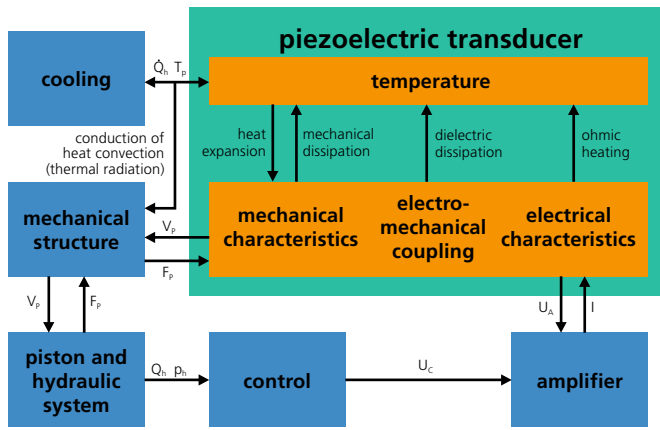 piezoelectric transducer
cooling
Q̇h Tp
temperature
conduction of
heat convection
(thermal radiation)
heat
expansion
mechanical
dissipation
dielectric
dissipation
ohmic
heating
mechanical
structure
VP
FP
mechanical
characteristics
electro-
mechanical
coupling
electrical
characteristics
VP
FP
UA
I
piston and
hydraulic
system
Qh ph
control
UC
amplifier